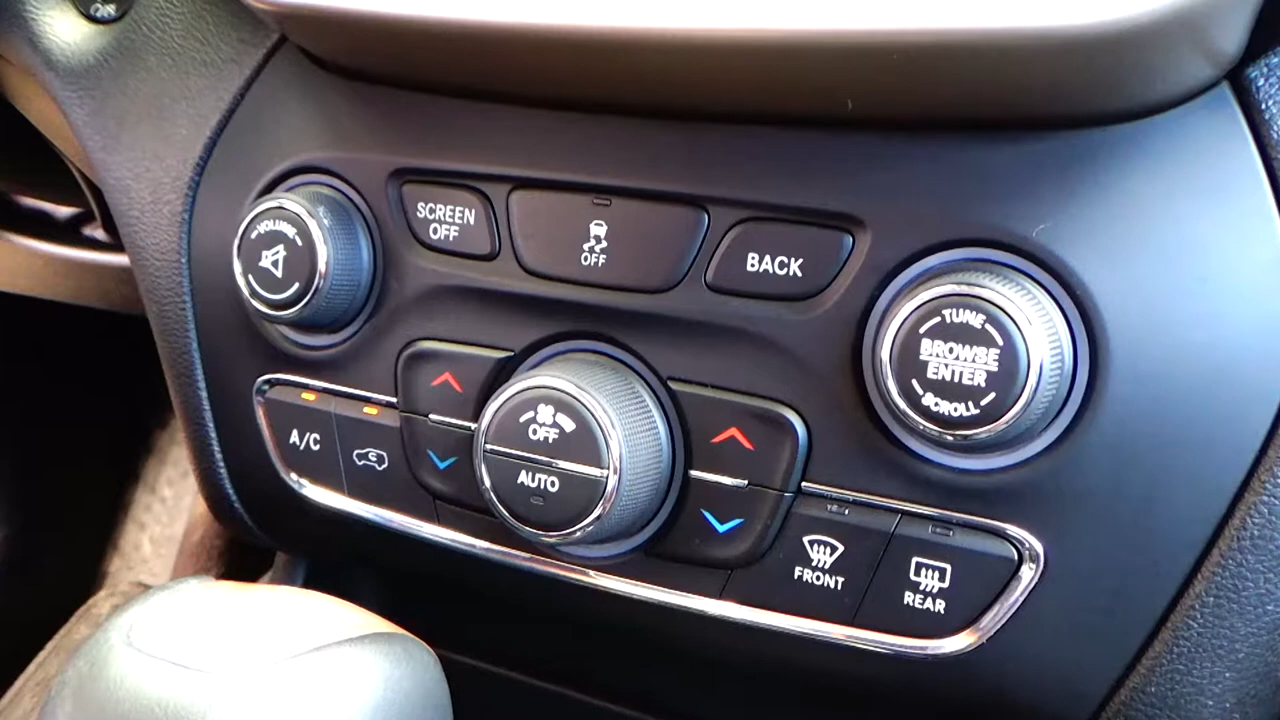 VOLUME
SCREEN
OFF
OFF
BACK
TUNE
BROWSE
ENTER
SCROLL
A/C
OFF
AUTO
FRONT
REAR